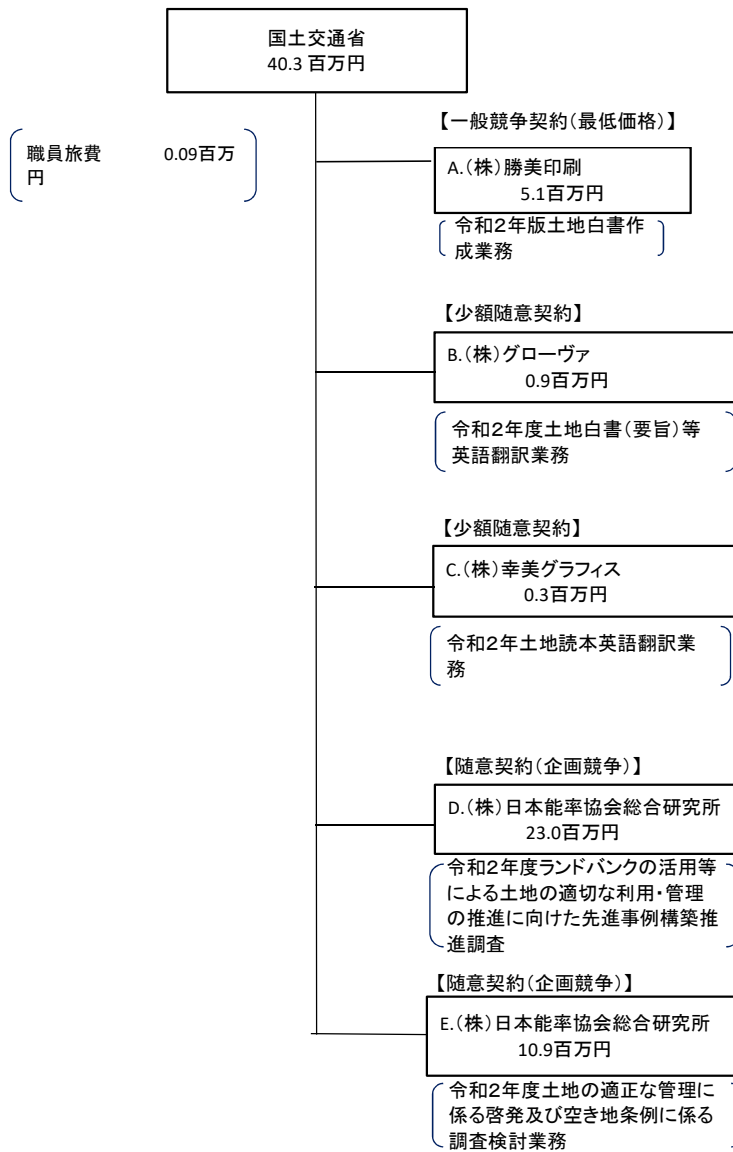 国土交通省
40.3 百万円
職員旅費 0.09百万
円
【一般競争契約(最低価格)】
A.(株)勝美印刷
5.1百万円
令和2年版土地白書作
成業務
【少額随意契約】
B.(株)グローヴァ
0.9百万円
令和2年度土地白書(要旨)等
英語翻訳業務
【少額随意契約】
C.(株)幸美グラフィス
0.3百万円
令和2年土地読本英語翻訳業
務
【随意契約(企画競争)】
D.(株)日本能率協会総合研究所
23.0百万円
令和2年度ランドバンクの活用等
による土地の適切な利用・管理
の推進に向けた先進事例構築推
進調査
【随意契約(企画競争)】
E.(株)日本能率協会総合研究所
10.9百万円
令和2年度土地の適正な管理に
係る啓発及び空き地条例に係る
調査検討業務